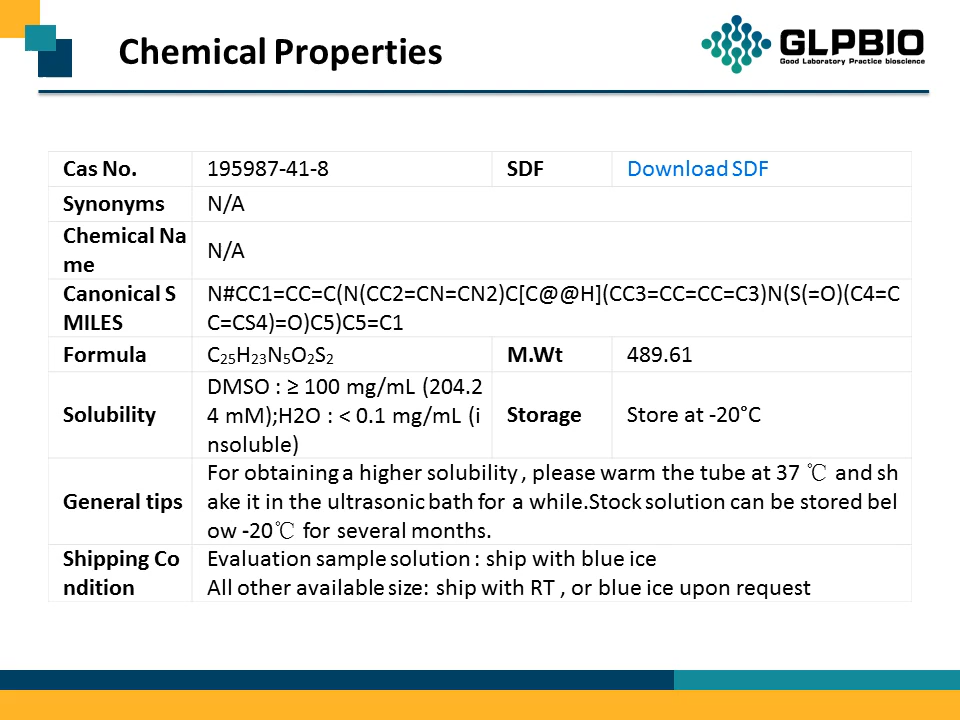 Chemical Properties
GLPBIO
Good Laboratory Practice bioscience
Cas No. 195987-41-8 SDF Download SDF
Synonyms N/A
Chemical Na
me
N/A
Canonical S
MILES
N#CC1=CC=C(N(CC2=CN=CN2)C[C@@H](CC3=CC=CC=C3)N(S(=O)(C4=C
C=CS4)=O)C5)C5=C1
Formula C₂₅H₂₃N₅O₂S₂ M.Wt 489.61
Solubility
DMSO : ≥ 100 mg/mL (204.2
4 mM);H2O : < 0.1 mg/mL (i
nsoluble)
Storage Store at -20°C
General tips
For obtaining a higher solubility , please warm the tube at 37 ℃ and sh
ake it in the ultrasonic bath for a while.Stock solution can be stored bel
ow -20℃ for several months.
Shipping Co
ndition
Evaluation sample solution : ship with blue ice
All other available size: ship with RT , or blue ice upon request